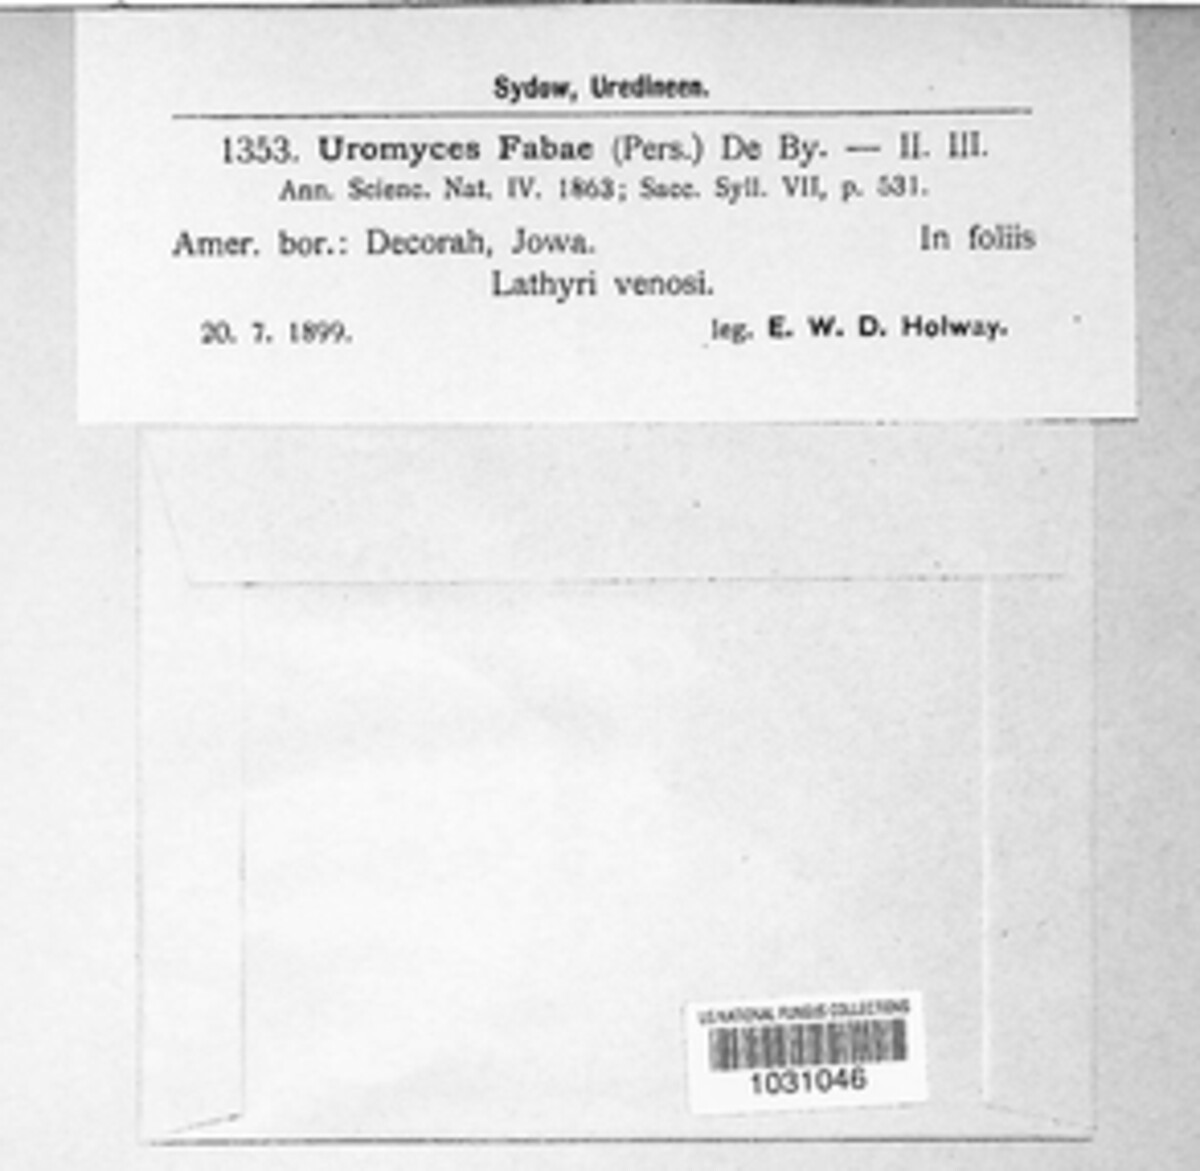 Sydow, Uredineen.
1353. Uromyces Fabae (Pers.) De By. — II. III.
Ann. Scienc. Nat. IV. 1863; Sacc. Syll. VII, p. 531.
Amer. bor.: Decorah, Jowa. In foliis
Lathyri venosi.
20. 7. 1899. leg. E. W. D. Holway.
US NATIONAL FUNGUS COLLECTIONS
1031046